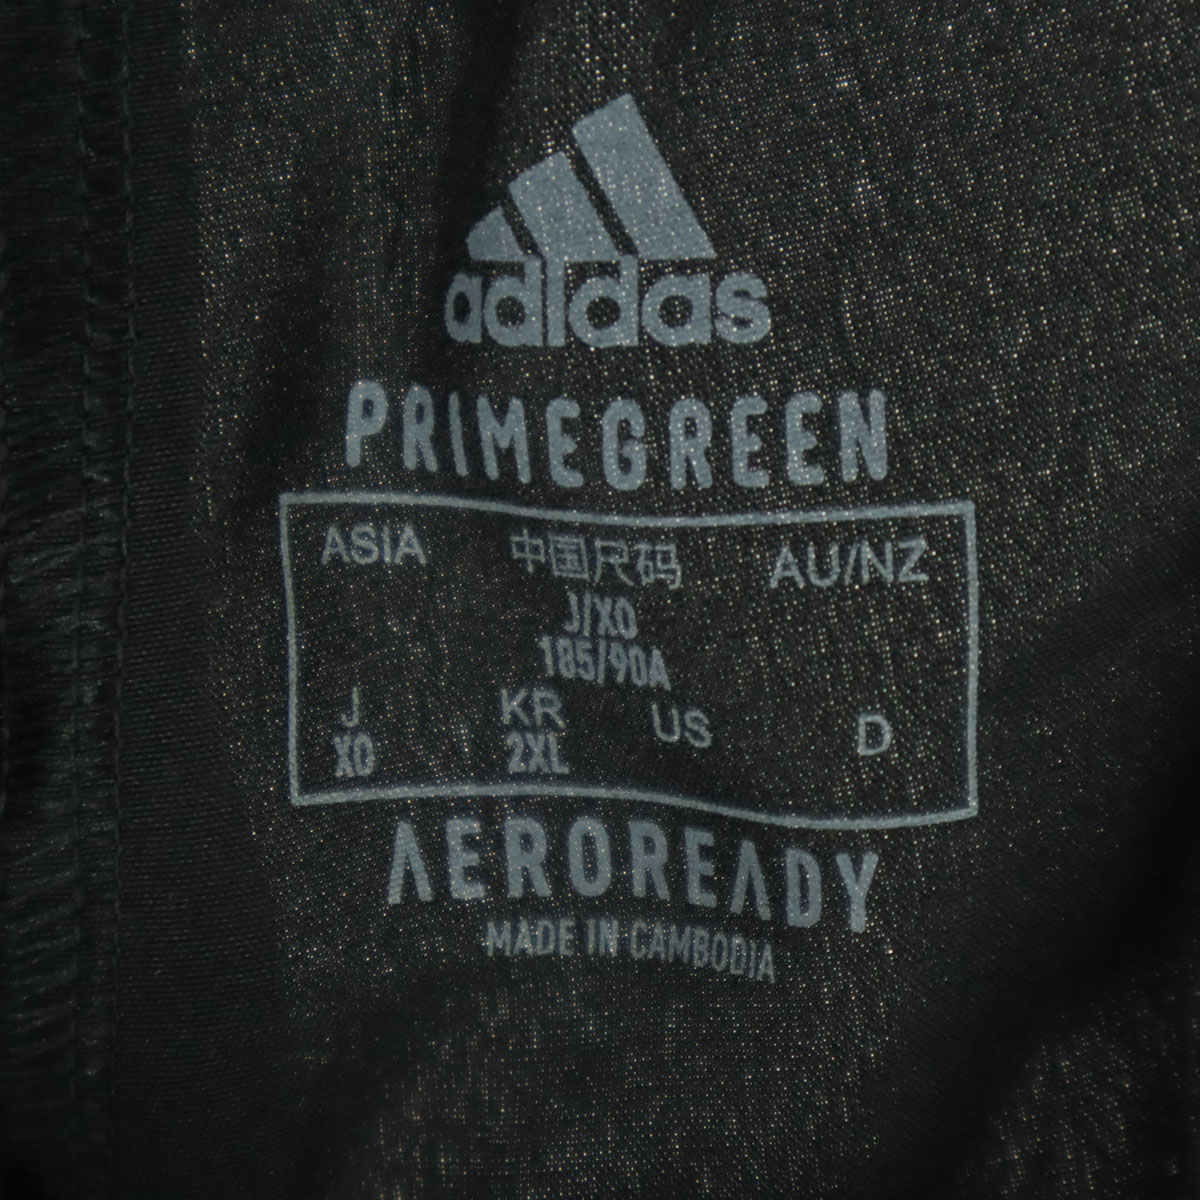 adidas
PRIMEGREEN
ASIA 中国尺码 AU/NZ
J/XO
185/90A
J KR US D
XO 2XL
AEROREADY
MADE IN CAMBODIA